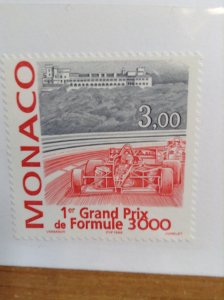 MONACO
3,00
1er Grand Prix
de Formule 3000